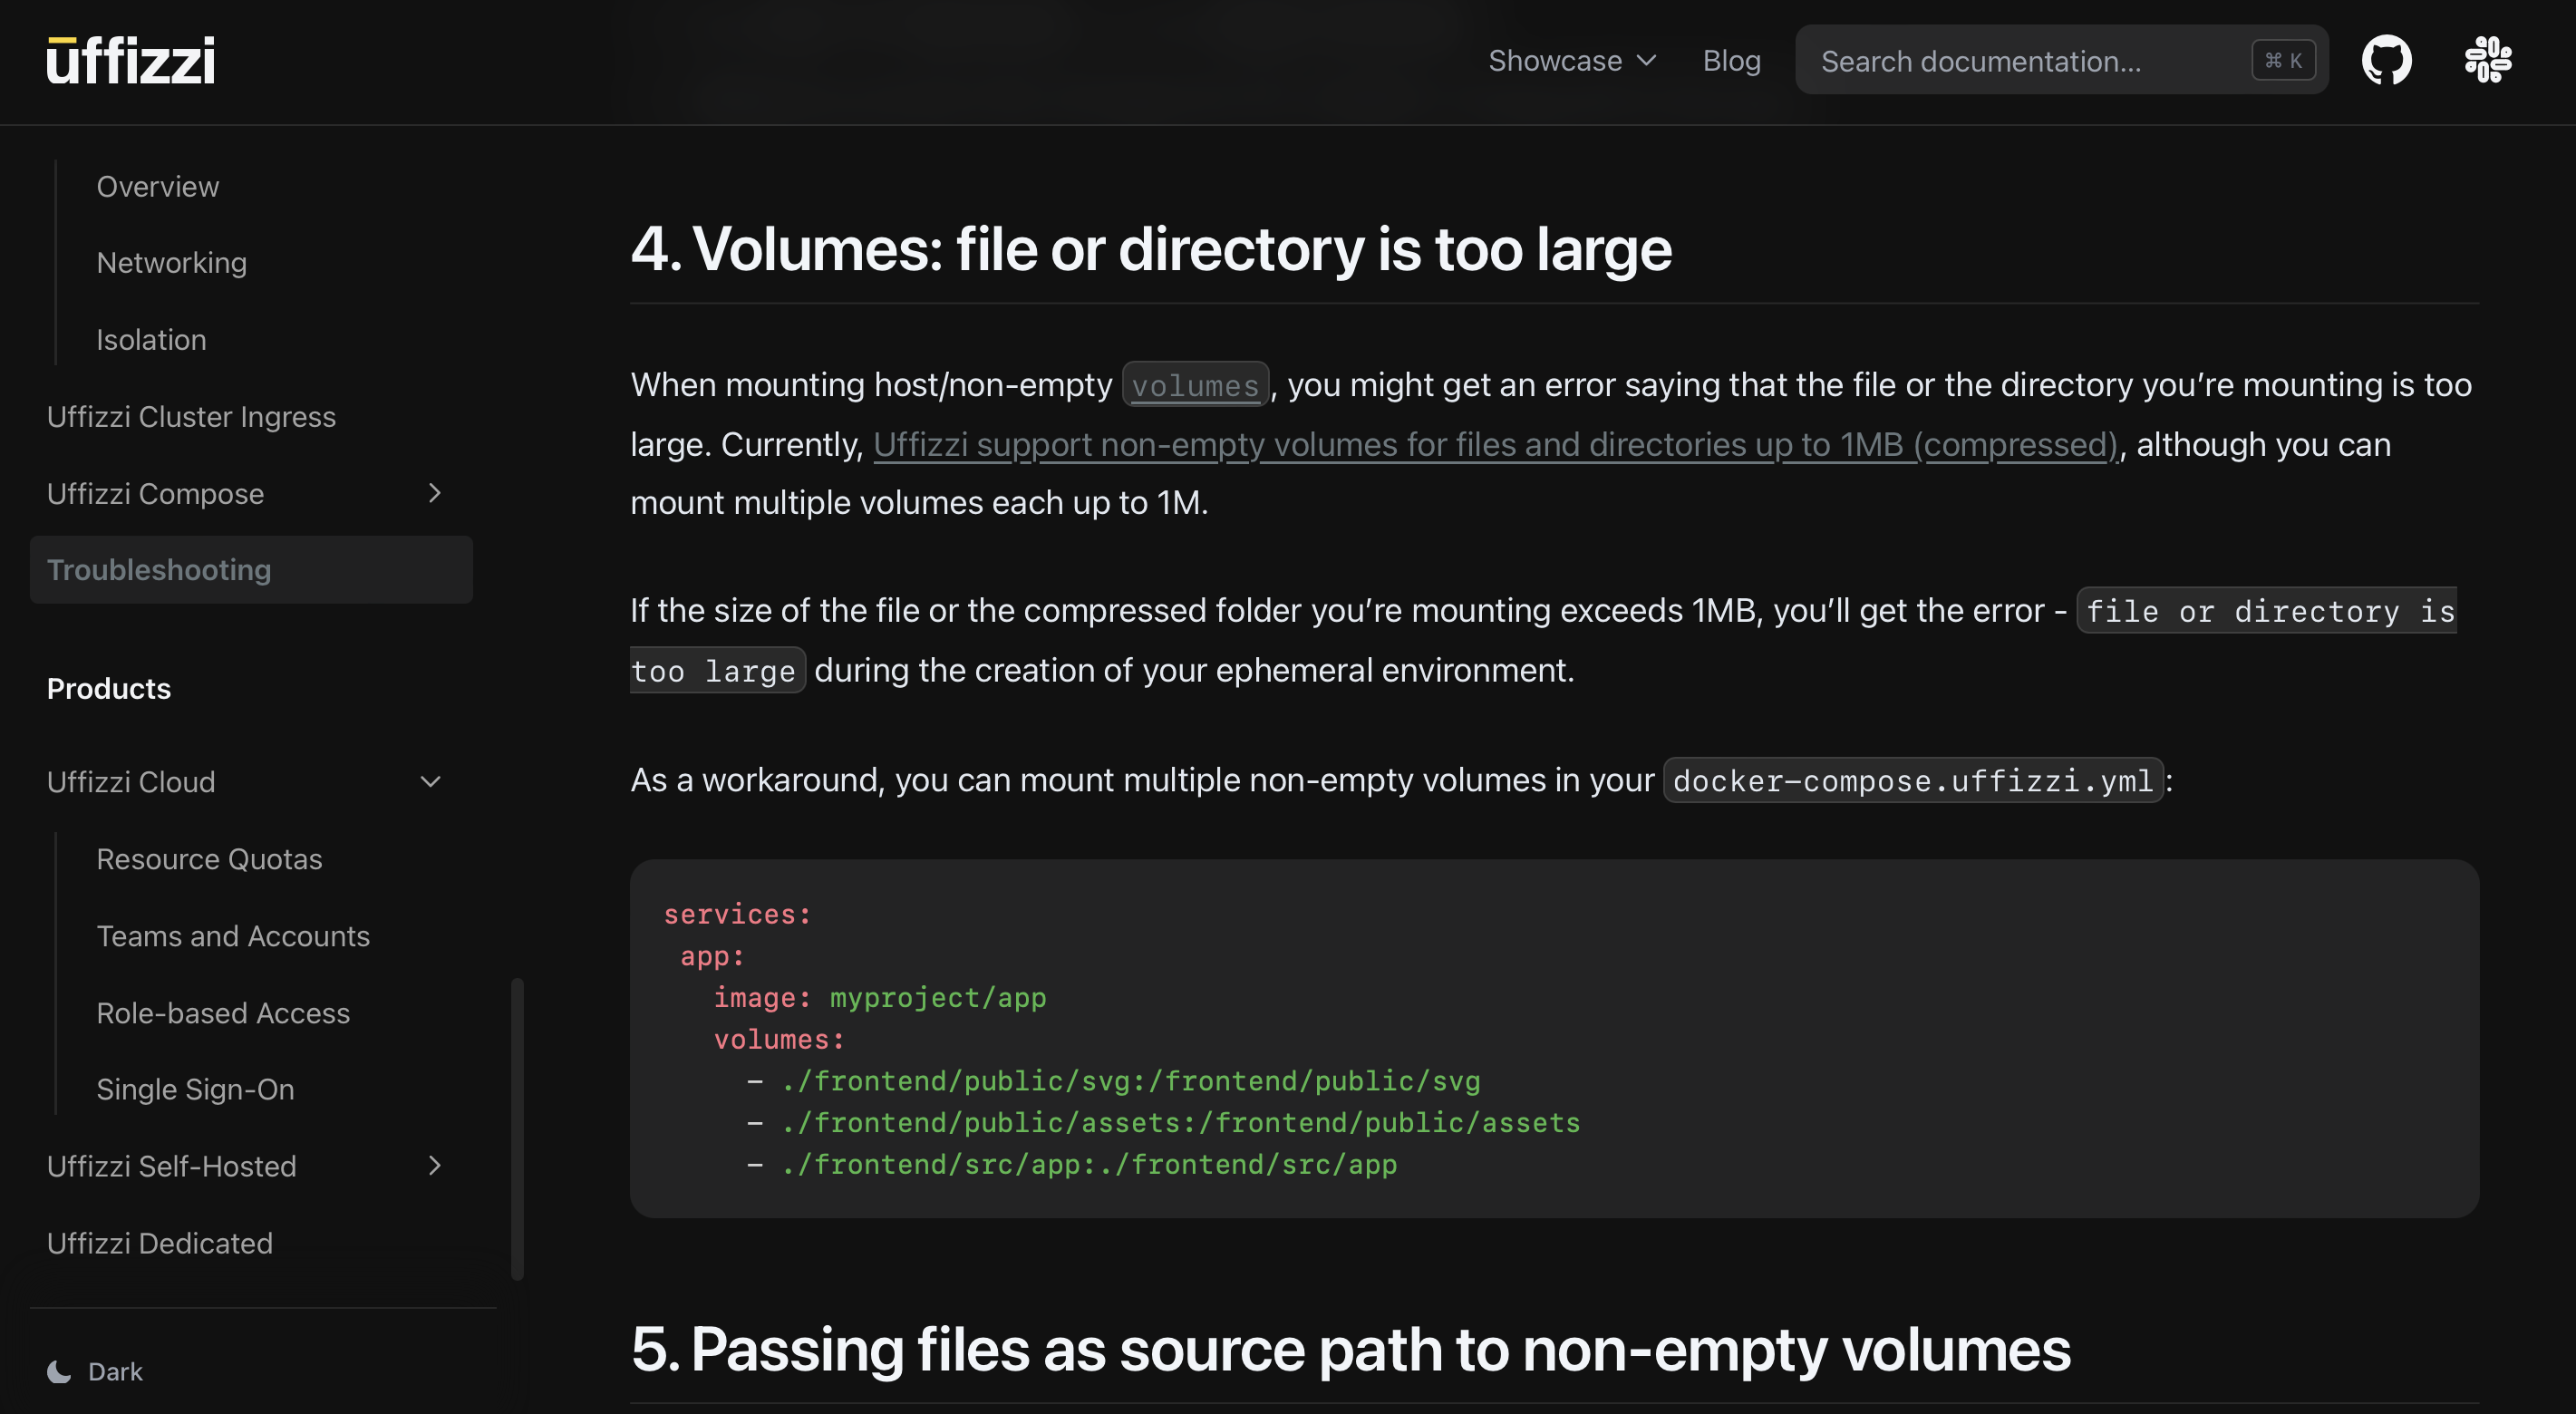 uffizzi
Showcase
Blog
Search documentation...
⌘ K
Overview
Networking
Isolation
Uffizzi Cluster Ingress
Uffizzi Compose
Troubleshooting
Products
Uffizzi Cloud
Resource Quotas
Teams and Accounts
Role-based Access
Single Sign-On
Uffizzi Self-Hosted
Uffizzi Dedicated
Dark
4. Volumes: file or directory is too large
When mounting host/non-empty volumes, you might get an error saying that the file or the directory you’re mounting is too
large. Currently, Uffizzi support non-empty volumes for files and directories up to 1MB (compressed), although you can
mount multiple volumes each up to 1M.
If the size of the file or the compressed folder you’re mounting exceeds 1MB, you’ll get the error - file or directory is
too large during the creation of your ephemeral environment.
As a workaround, you can mount multiple non-empty volumes in your docker-compose.uffizzi.yml:
services:
 app:
   image: myproject/app
   volumes:
     - ./frontend/public/svg:/frontend/public/svg
     - ./frontend/public/assets:/frontend/public/assets
     - ./frontend/src/app:./frontend/src/app
5. Passing files as source path to non-empty volumes